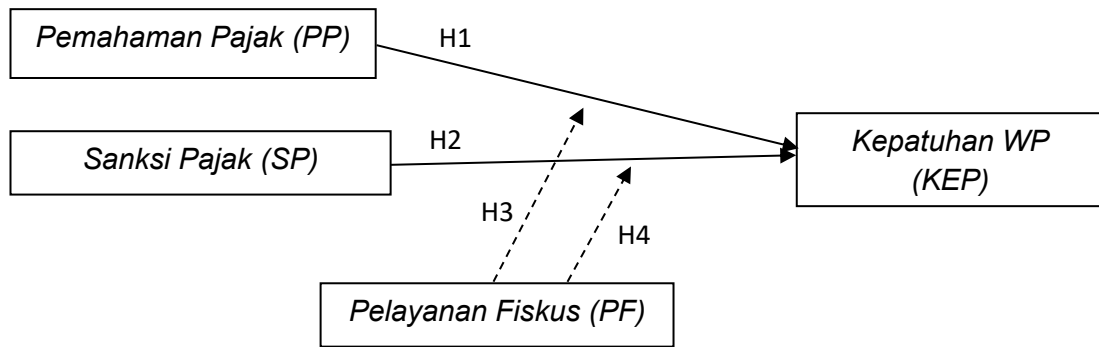 Pemahaman Pajak (PP)
H1
Sanksi Pajak (SP)
H2
Kepatuhan WP
(KEP)
H3
H4
Pelayanan Fiskus (PF)